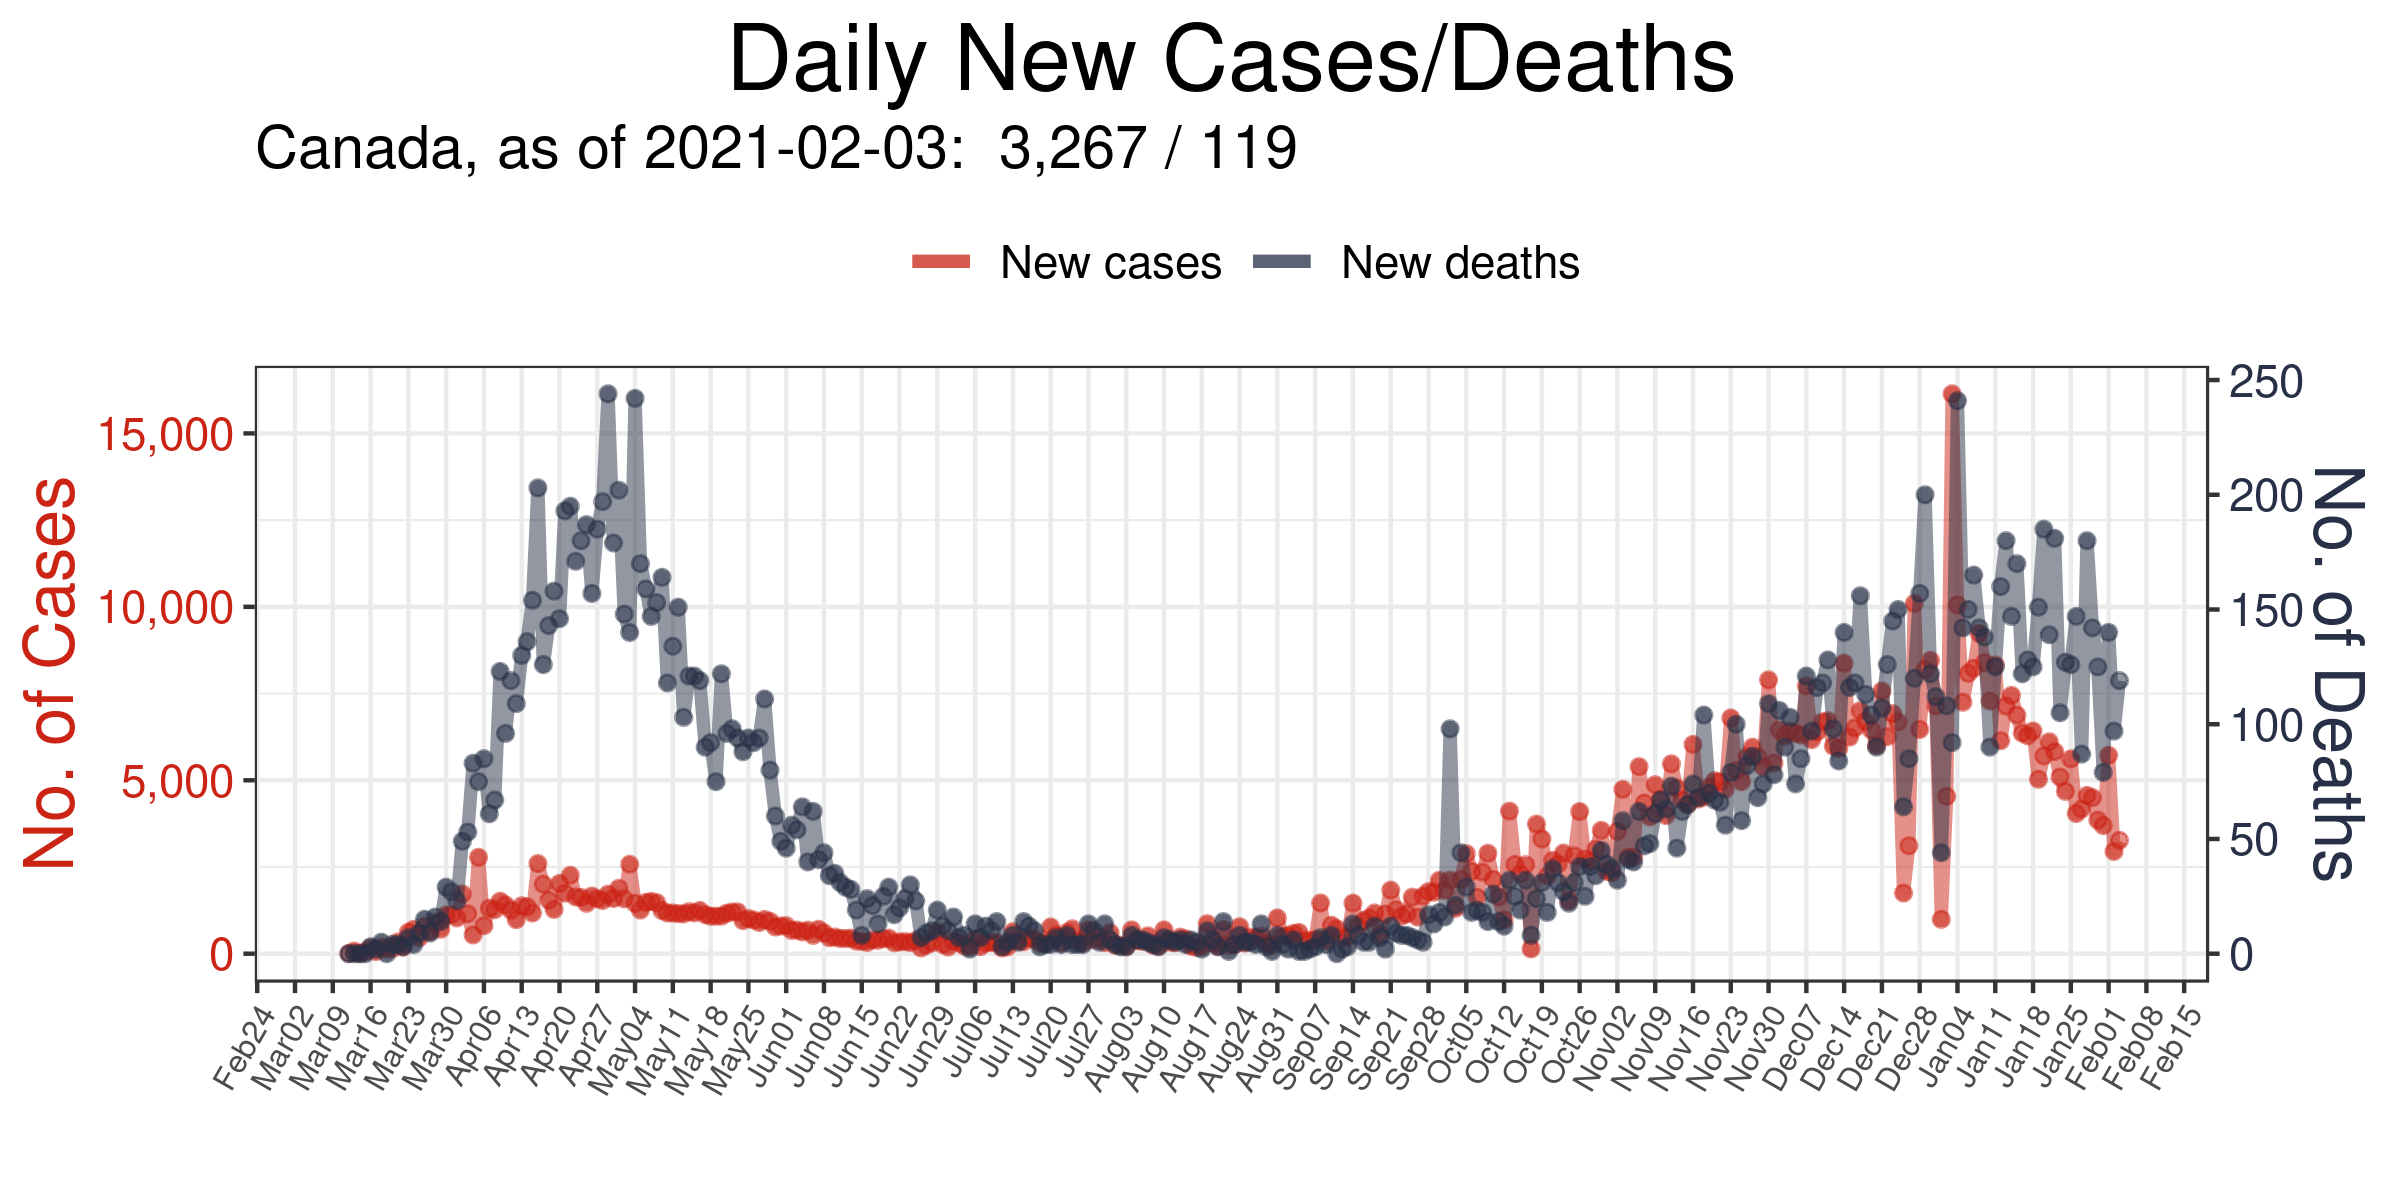 Daily New Cases/Deaths
Canada, as of 2021-02-03:  3,267 / 119
New cases New deaths
No. of Cases
15,000
10,000
5,000
0
250
200
150
100
50
0
No. of Deaths
Feb24 Mar02 Mar09 Mar16 Mar23 Mar30 Apr06 Apr13 Apr20 Apr27 May04 May11 May18 May25 Jun01 Jun08 Jun15 Jun22 Jun29 Jul06 Jul13 Jul20 Jul27 Aug03 Aug10 Aug17 Aug24 Aug31 Sep07 Sep14 Sep21 Sep28 Oct05 Oct12 Oct19 Oct26 Nov02 Nov09 Nov16 Nov23 Nov30 Dec07 Dec14 Dec21 Dec28 Jan04 Jan11 Jan18 Jan25 Feb01 Feb08 Feb15